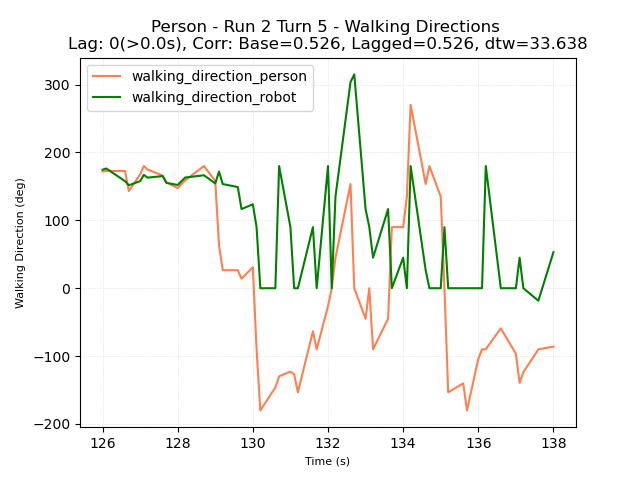 Person - Run 2 Turn 5 - Walking Directions
Lag: 0(>0.0s), Corr: Base=0.526, Lagged=0.526, dtw=33.638
walking_direction_person
walking_direction_robot
Walking Direction (deg)
200
100
0
−100
−200
126 128 130 132 134 136 138
Time (s)